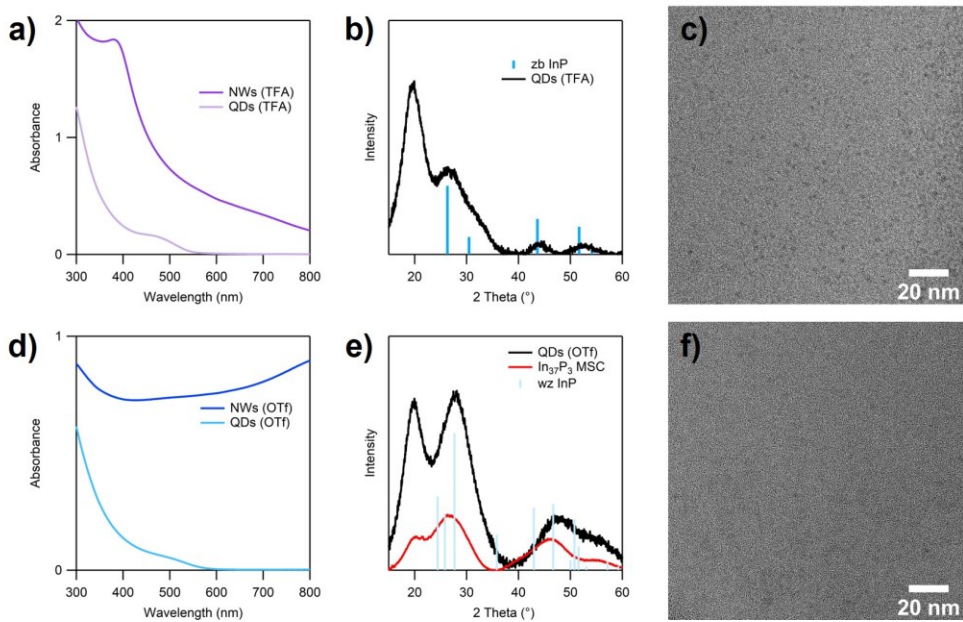 a)
2
1
0
Absorbance
NWs (TFA)
QDs (TFA)
300 400 500 600 700 800
Wavelength (nm)
b)
Intensity
zb InP
QDs (TFA)
20 30 40 50 60
2 Theta (°)
c)
20 nm
d)
1
0
Absorbance
NWs (OTf)
QDs (OTf)
300 400 500 600 700 800
Wavelength (nm)
e)
Intensity
QDs (OTf)
In₃₇P₃ MSC
wz InP
20 30 40 50 60
2 Theta (°)
f)
20 nm